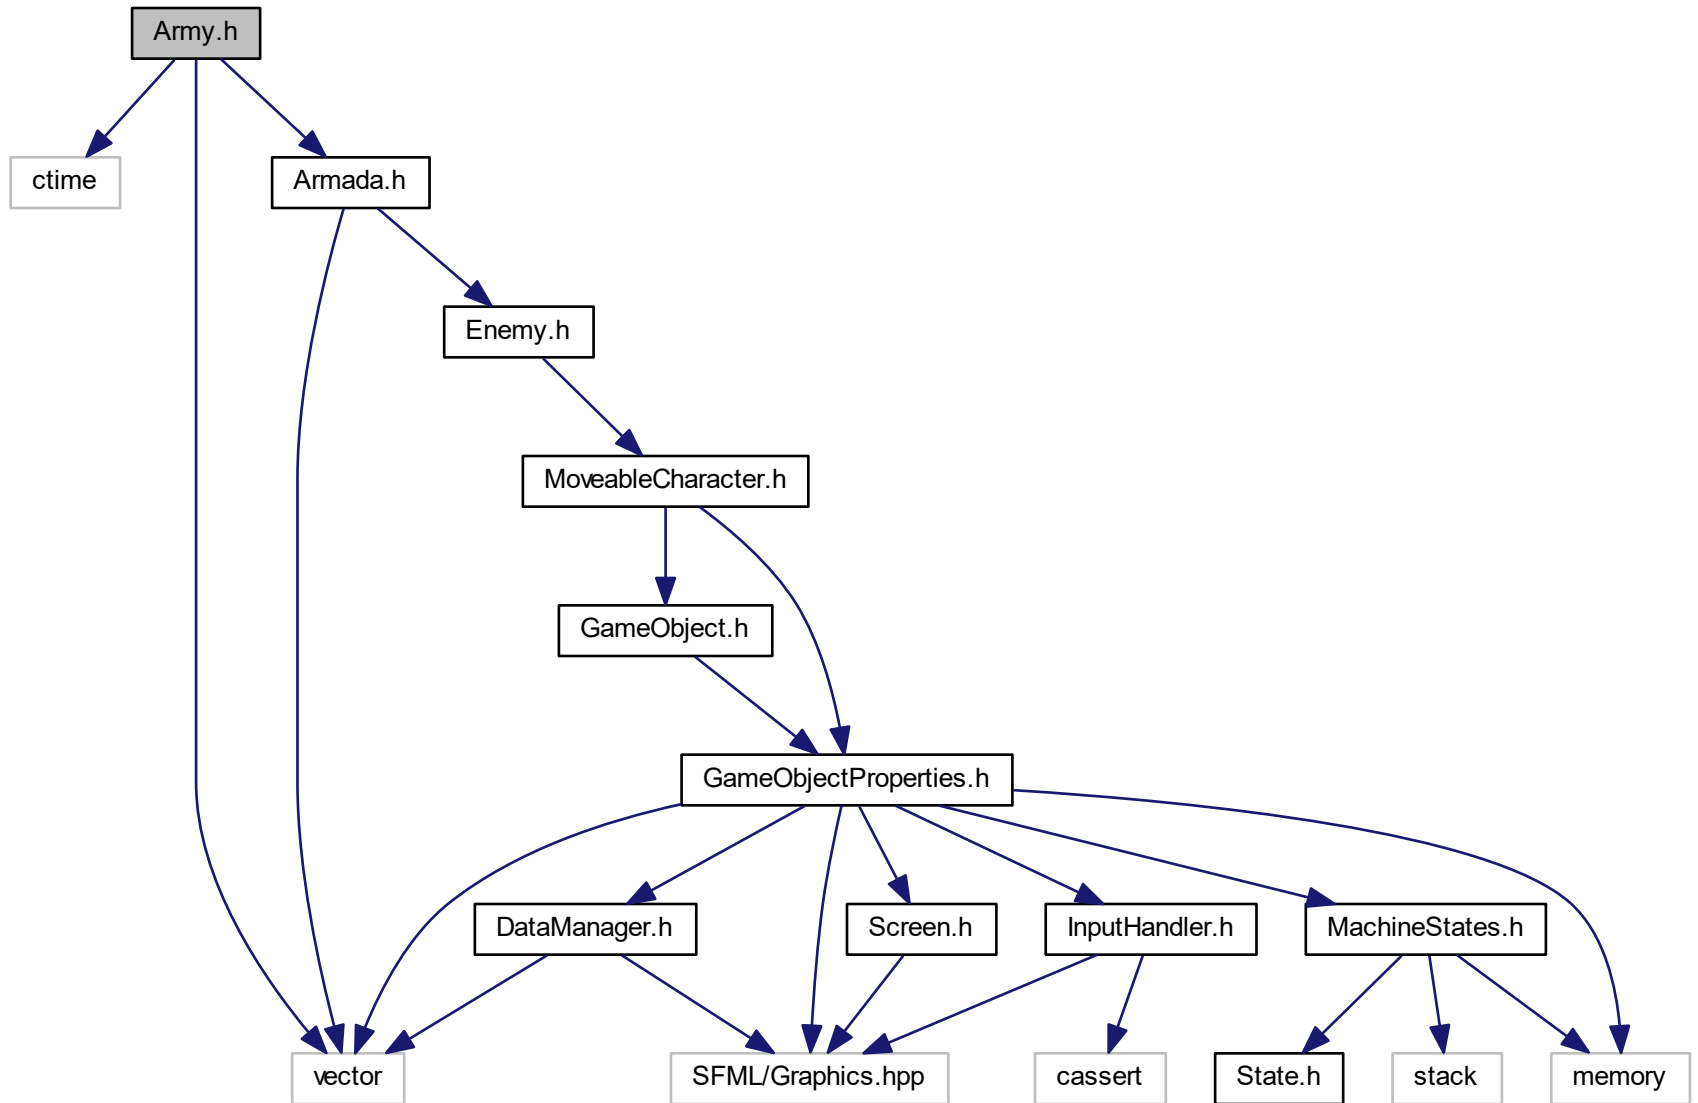 Army.h
ctime
Armada.h
Enemy.h
MoveableCharacter.h
GameObject.h
GameObjectProperties.h
DataManager.h
Screen.h
InputHandler.h
MachineStates.h
vector
SFML/Graphics.hpp
cassert
State.h
stack
memory